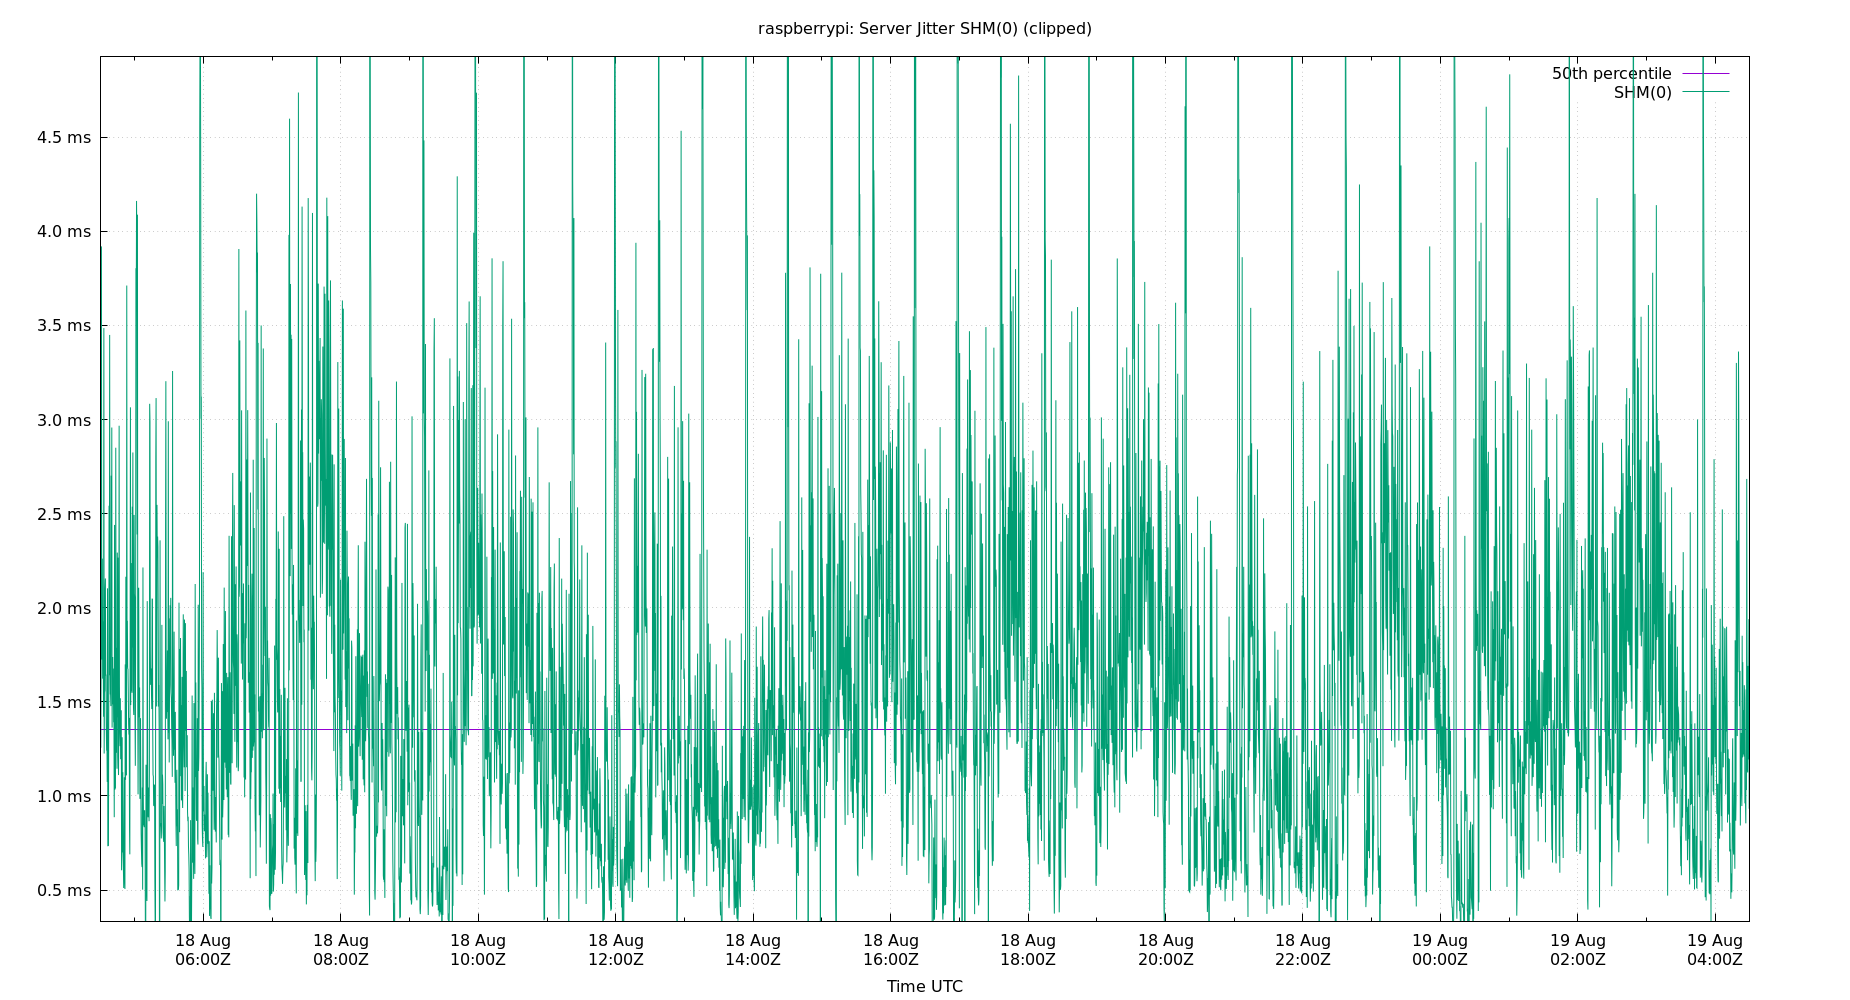 raspberrypi: Server Jitter SHM(0) (clipped)
50th percentile
SHM(0)
4.5 ms
4.0 ms
3.5 ms
3.0 ms
2.5 ms
2.0 ms
1.5 ms
1.0 ms
0.5 ms
18 Aug 18 Aug 18 Aug 18 Aug 18 Aug 18 Aug 18 Aug 18 Aug 18 Aug 19 Aug 19 Aug 19 Aug
06:00Z 08:00Z 10:00Z 12:00Z 14:00Z 16:00Z 18:00Z 20:00Z 22:00Z 00:00Z 02:00Z 04:00Z
Time UTC